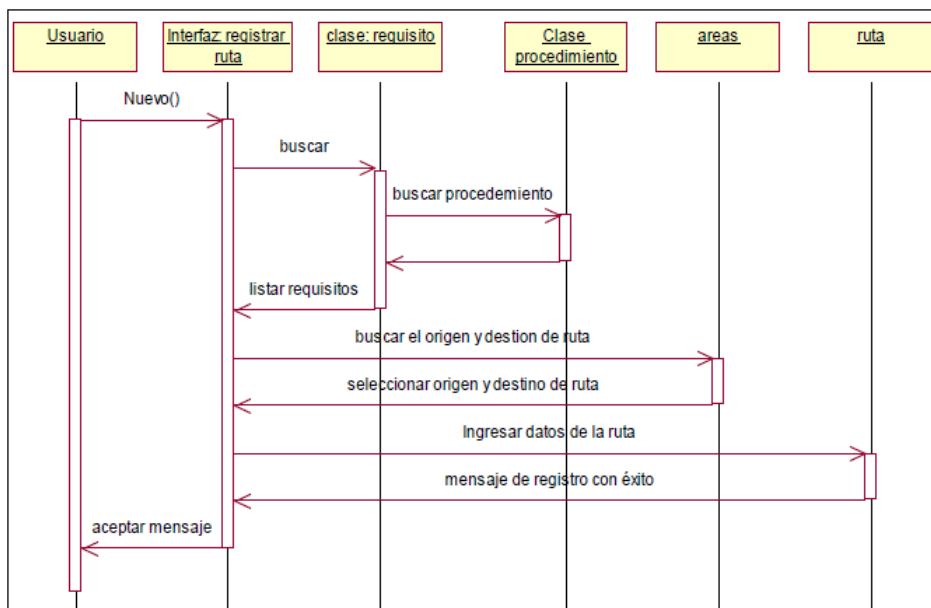 Usuario
Interfaz: registrar
ruta
clase: requisito
Clase
procedimiento
areas
ruta
Nuevo()
buscar
buscar procedemiento
listar requisitos
buscar el origen y destion de ruta
seleccionar origen y destino de ruta
Ingresar datos de la ruta
mensaje de registro con éxito
aceptar mensaje